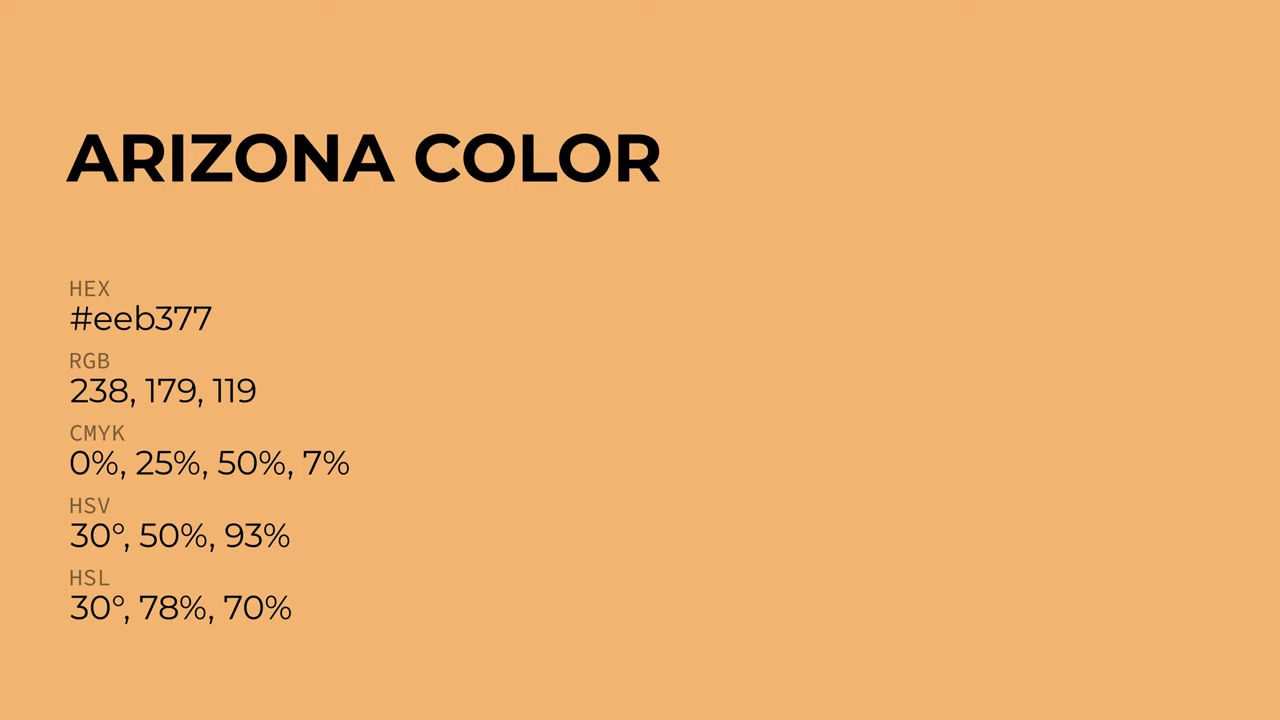 ARIZONA COLOR
HEX
#eeb377
RGB
238, 179, 119
CMYK
0%, 25%, 50%, 7%
HSV
30°, 50%, 93%
HSL
30°, 78%, 70%